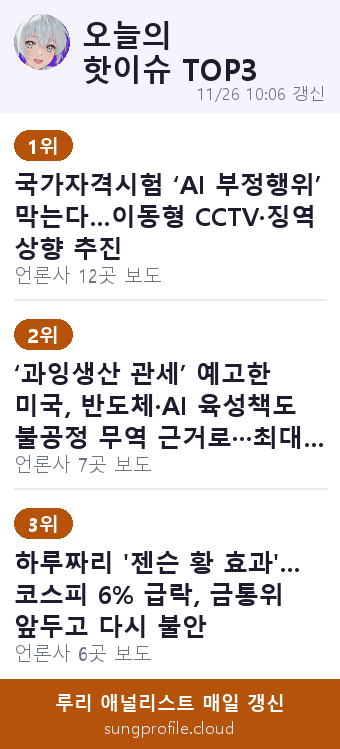 오늘의
핫이슈 TOP3
11/26 10:06 갱신
1위
국가자격시험 ‘AI 부정행위’
막는다…이동형 CCTV·징역
상향 추진
언론사 12곳 보도
2위
‘과잉생산 관세’ 예고한
미국, 반도체·AI 육성책도
불공정 무역 근거로…최대…
언론사 7곳 보도
3위
하루짜리 '젠슨 황 효과'…
코스피 6% 급락, 금통위
앞두고 다시 불안
언론사 6곳 보도
루리 애널리스트 매일 갱신
sungprofile.cloud